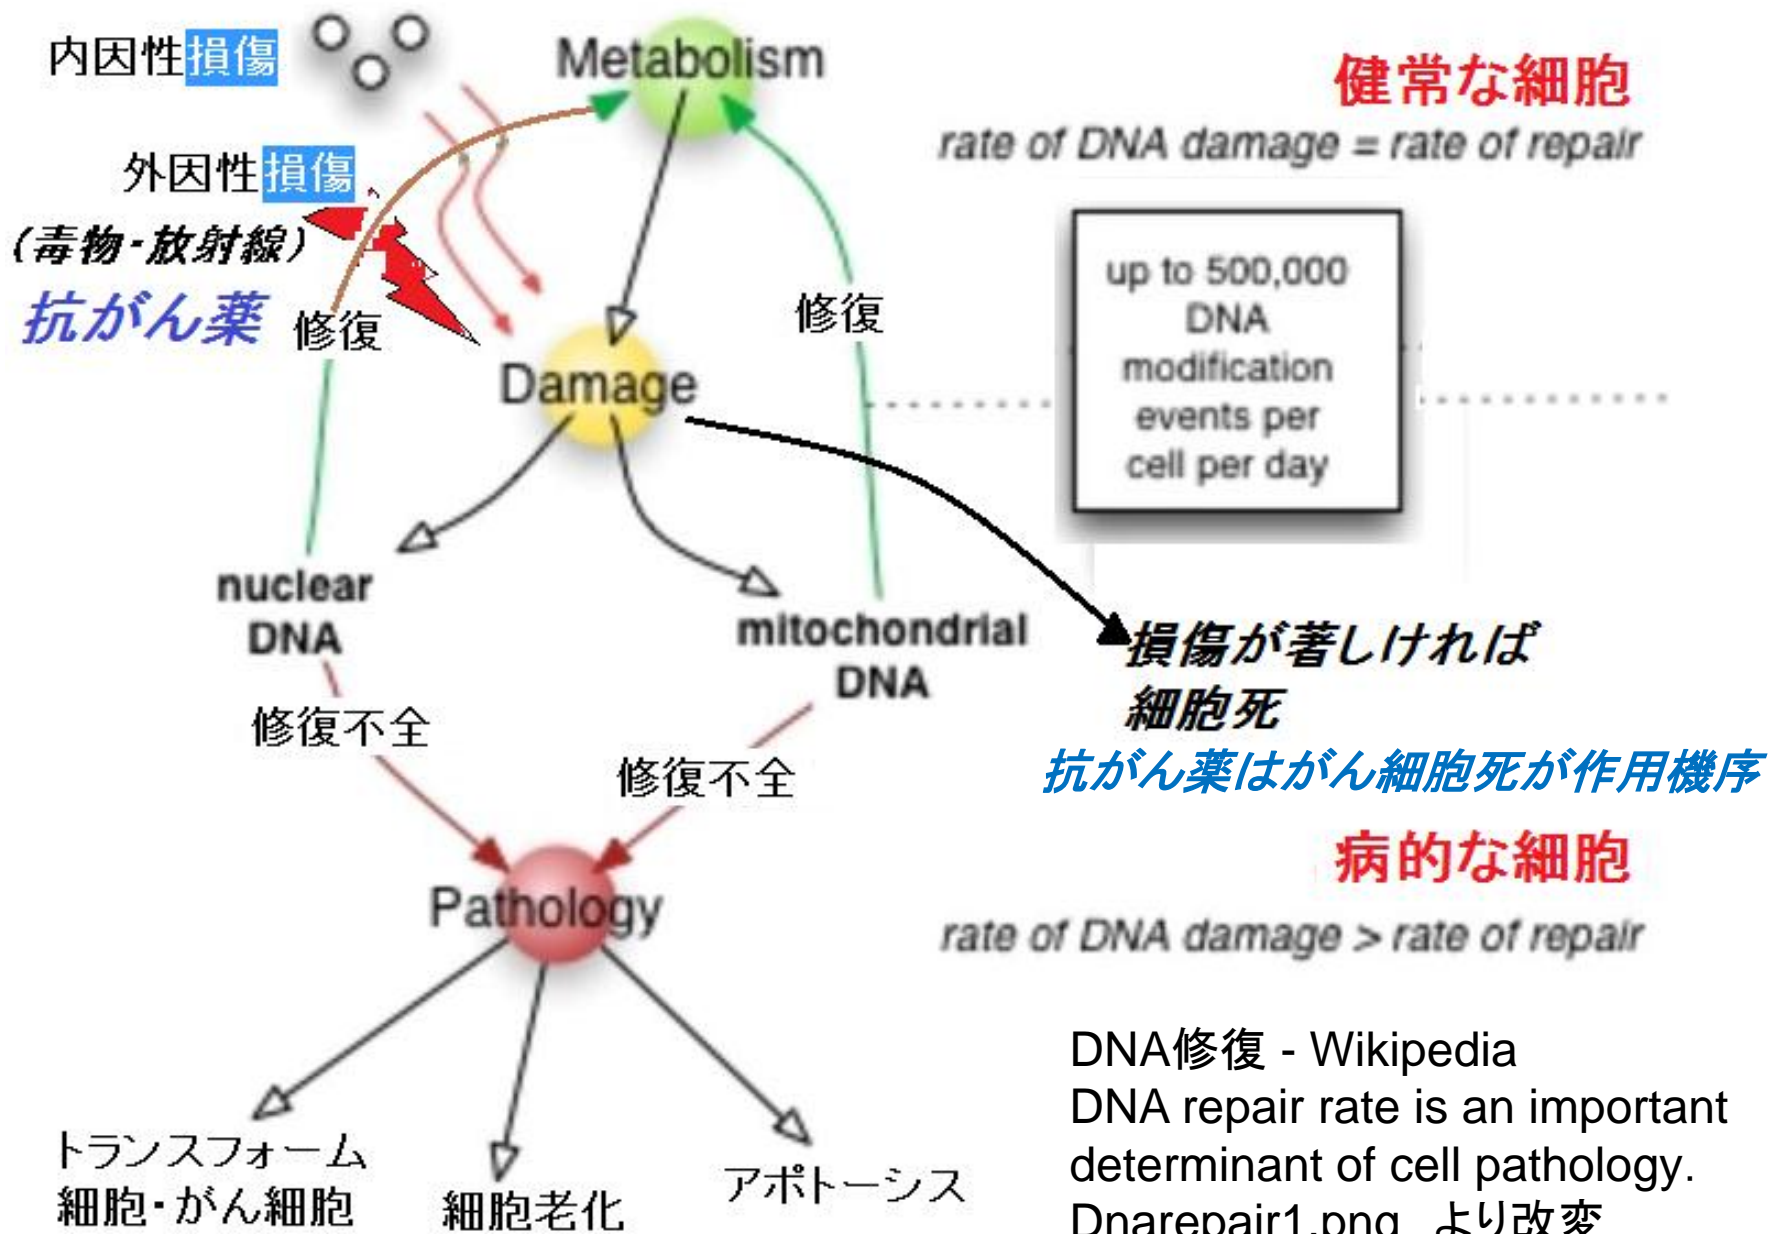 内因性損傷
Metabolism
健常な細胞
rate of DNA damage = rate of repair
外因性損傷
(毒物・放射線)
抗がん薬
修復
修復
up to 500,000
DNA
modification
events per
cell per day
Damage
nuclear
DNA
mitochondrial
DNA
損傷が著しければ
細胞死
抗がん薬はがん細胞死が作用機序
修復不全
修復不全
病的な細胞
Pathology
rate of DNA damage > rate of repair
トランスフォーム
細胞・がん細胞
細胞老化
アポトーシス
DNA修復 - Wikipedia
DNA repair rate is an important
determinant of cell pathology.
Dnarepair1.png より改変